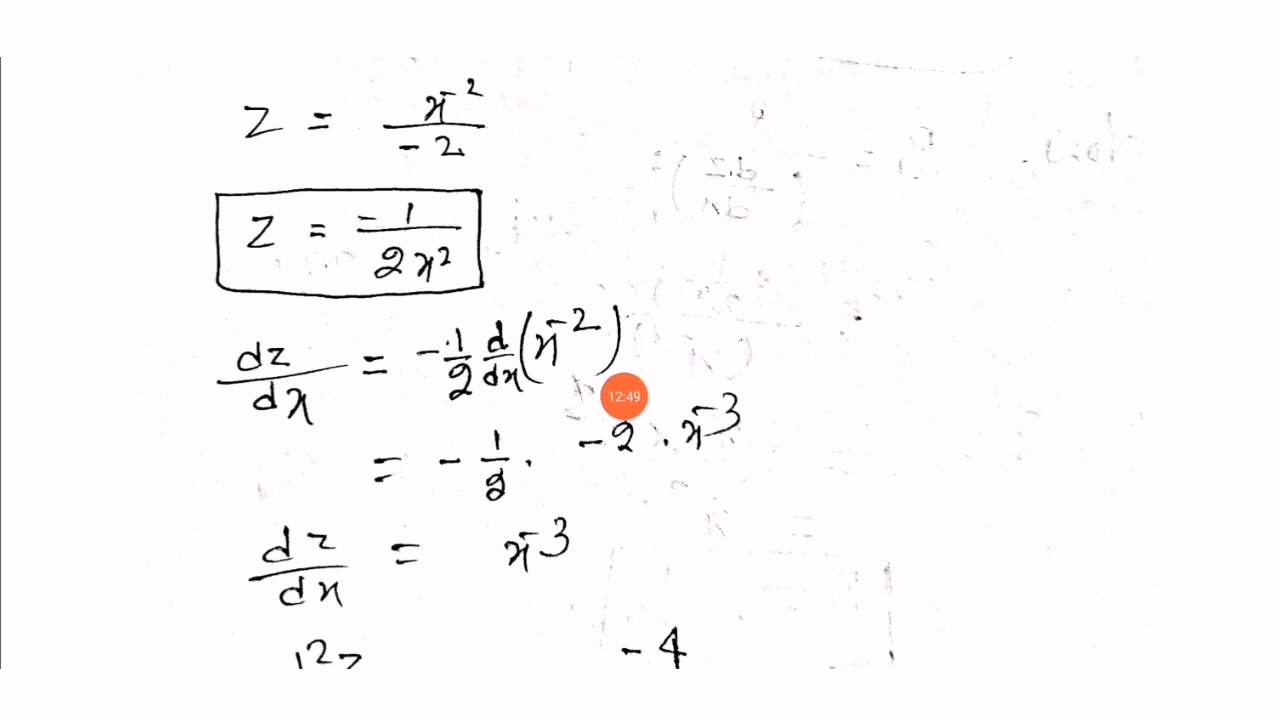 z = x⁻² / -2
z = -1 / 2x²
dz/dx = -1/2 d/dx (x⁻²)
12:49
= - 1/2 . -2 . x⁻³
dz/dx = x⁻³
-4